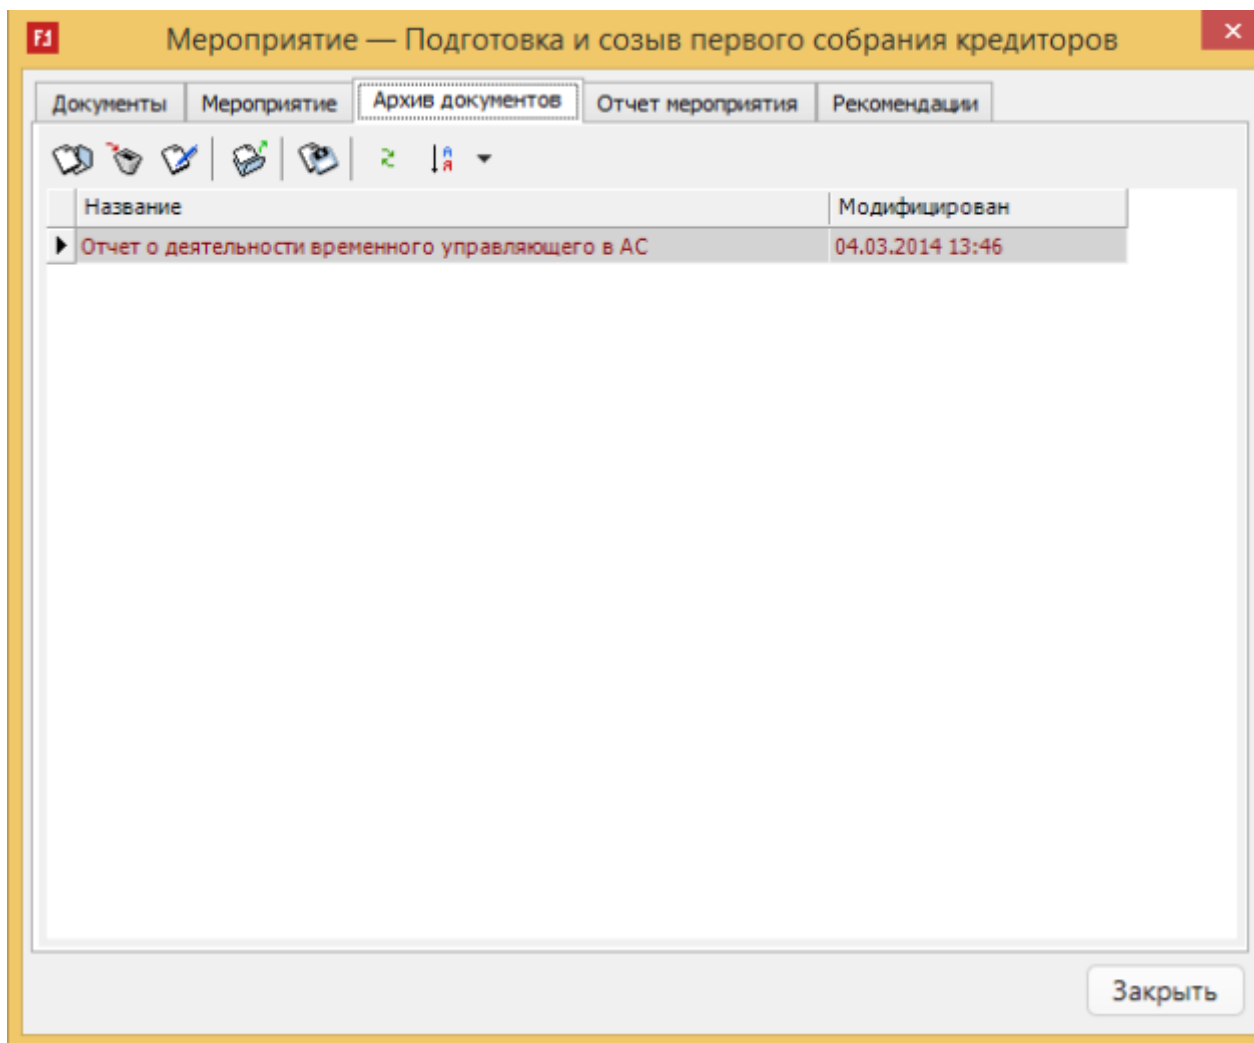 F1 Мероприятие — Подготовка и созыв первого собрания кредиторов
Документы Мероприятие Архив документов Отчет мероприятия Рекомендации
А
Я
Название Модифицирован
Отчет о деятельности временного управляющего в АС 04.03.2014 13:46
Закрыть